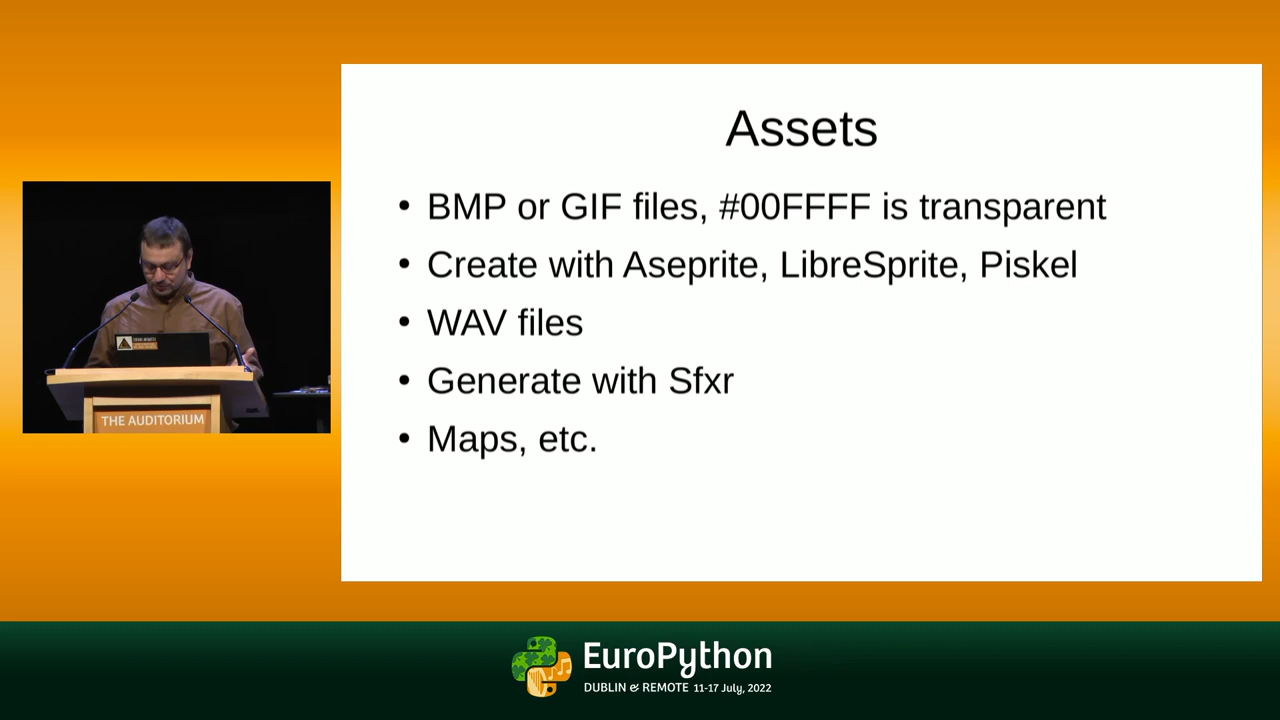 Assets
• BMP or GIF files, #00FFFF is transparent
• Create with Aseprite, LibreSprite, Piskel
• WAV files
• Generate with Sfxr
• Maps, etc.
THE AUDITORIUM
EuroPython
DUBLIN & REMOTE 11-17 July, 2022